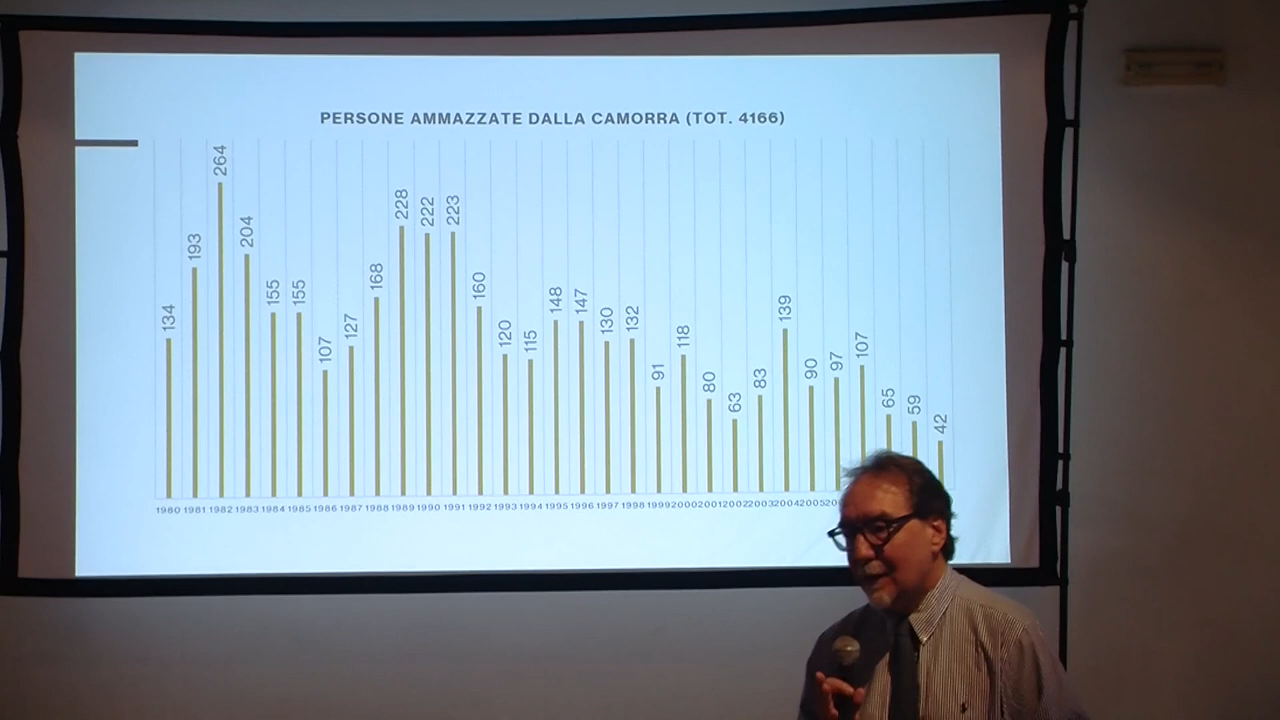 PERSONE AMMAZZATE DALLA CAMORRA (TOT. 4166)
134 193 264 204 155 155 107 127 168 228 222 223 160 120 115 148 147 130 132 91 118 80 63 83 139 90 97 107 65 59 42
1980 1981 1982 1983 1984 1985 1986 1987 1988 1989 1990 1991 1992 1993 1994 1995 1996 1997 1998 1999 2000 2001 2002 2003 2004 2005